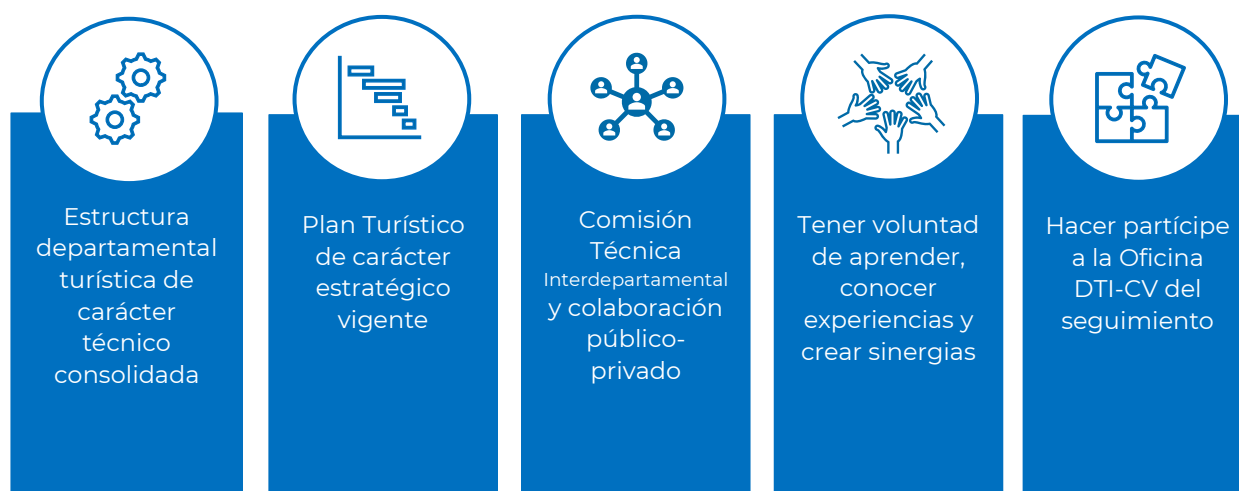 Estructura
departamental
turística de
carácter
técnico
consolidada
Plan Turístico
de carácter
estratégico
vigente
Comisión
Técnica
Interdepartamental
y colaboración
público-
privado
Tener voluntad
de aprender,
conocer
experiencias y
crear sinergias
Hacer partícipe
a la Oficina
DTI-CV del
seguimiento